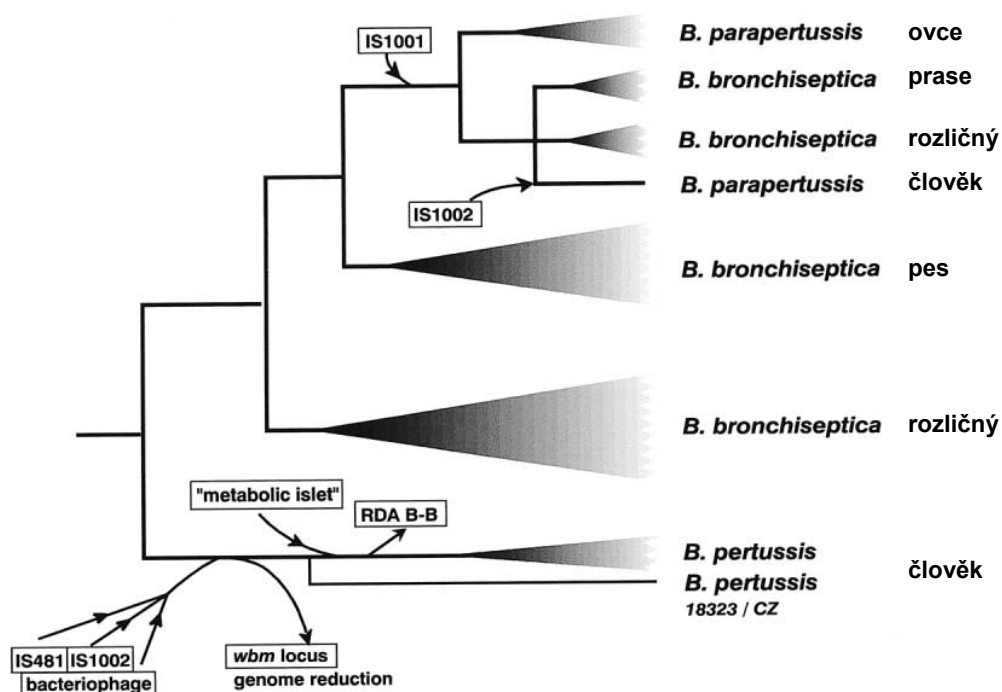 IS1001
B. parapertussis ovce
B. bronchiseptica prase
B. bronchiseptica rozličný
B. parapertussis člověk
IS1002
B. bronchiseptica pes
B. bronchiseptica rozličný
"metabolic islet"
RDA B-B
B. pertussis
člověk
B. pertussis
18323 / CZ
IS481 IS1002
bacteriophage
wbm locus
genome reduction